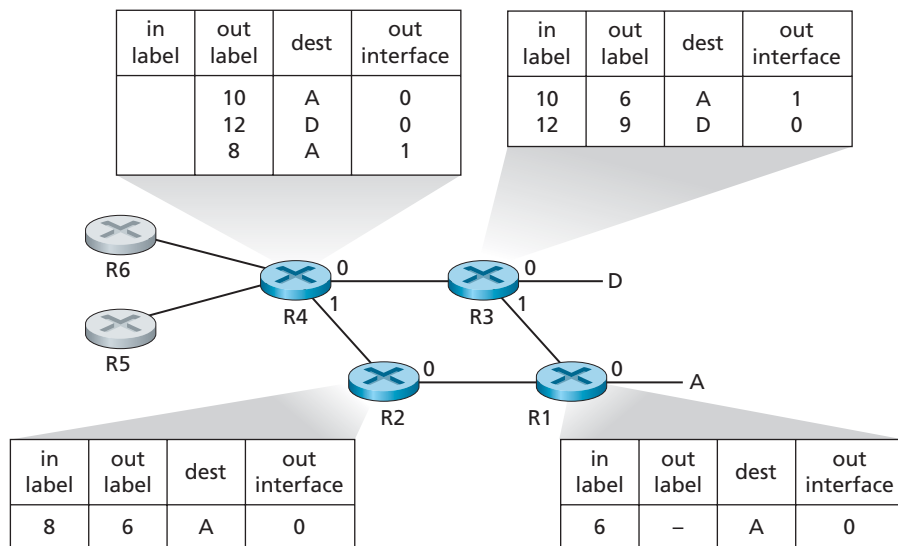 in label out label dest out interface
10 A 0
12 D 0
8 A 1
in label out label dest out interface
10 6 A 1
12 9 D 0
R6
0
0
D
R5
R4
1
R3
1
0
0
A
R2
R1
in label out label dest out interface
8 6 A 0
in label out label dest out interface
6 – A 0